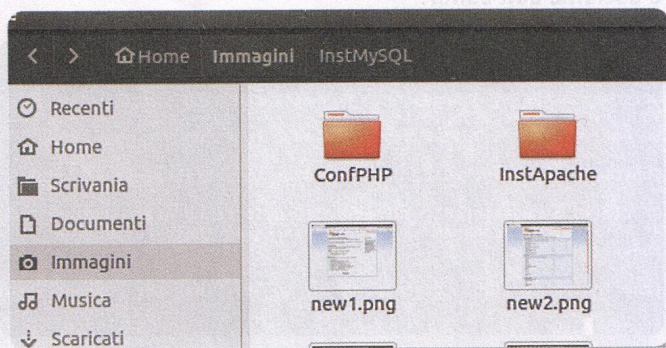 Home Immagini InstMySQL
Recenti
Home
Scrivania
Documenti
Immagini
Musica
Scaricati
ConfPHP InstApache
new1.png new2.png